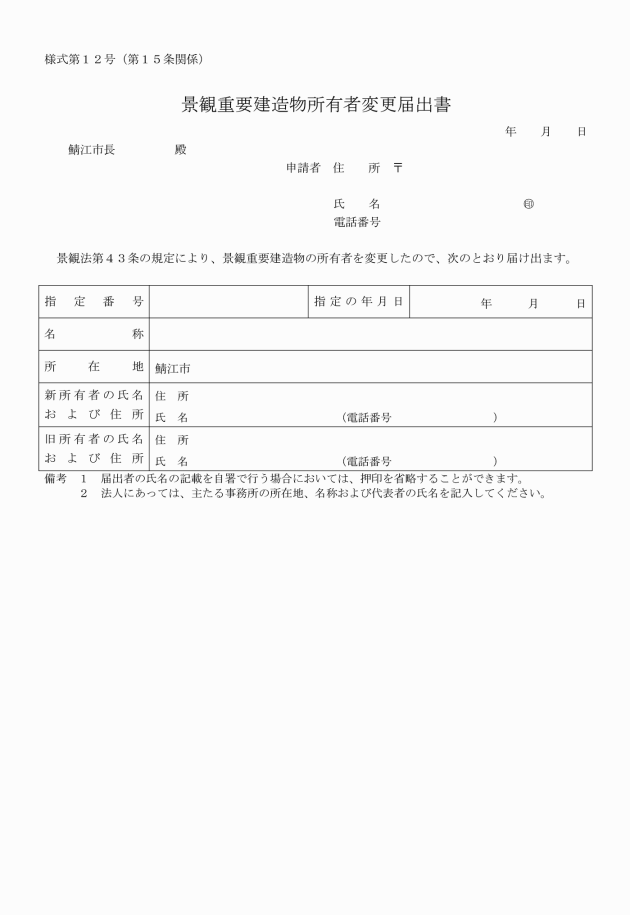 様式第１２号（第１５条関係）
景観重要建造物所有者変更届出書
年　　月　　日
鯖江市長　　　　　殿
申請者　住　　所　〒
氏　　名　　　　　　　　　　　　㊞
電話番号
景観法第４３条の規定により、景観重要建造物の所有者を変更したので、次のとおり届け出ます。
指定番号　指定の年月日　年　　月　　日
名称
所在地　鯖江市
新所有者の氏名　住　所
および住所　氏　名　（電話番号　　　　　　　　）
旧所有者の氏名　住　所
および住所　氏　名　（電話番号　　　　　　　　）
備考　１　届出者の氏名の記載を自署で行う場合においては、押印を省略することができます。
２　法人にあっては、主たる事務所の所在地、名称および代表者の氏名を記入してください。